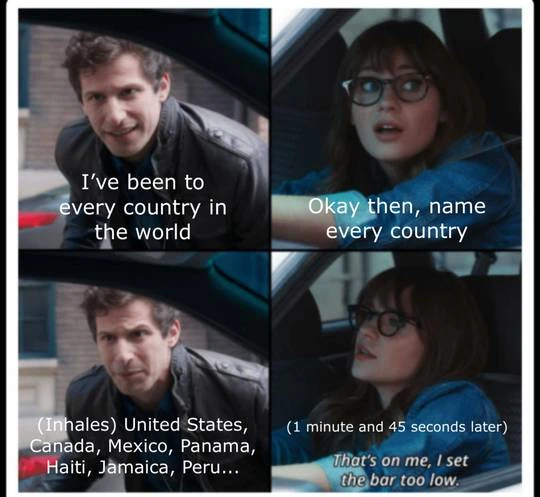 I've been to
every country in
the world
Okay then, name
every country
(Inhales) United States,
Canada, Mexico, Panama,
Haiti, Jamaica, Peru...
(1 minute and 45 seconds later)
That's on me, I set
the bar too low.